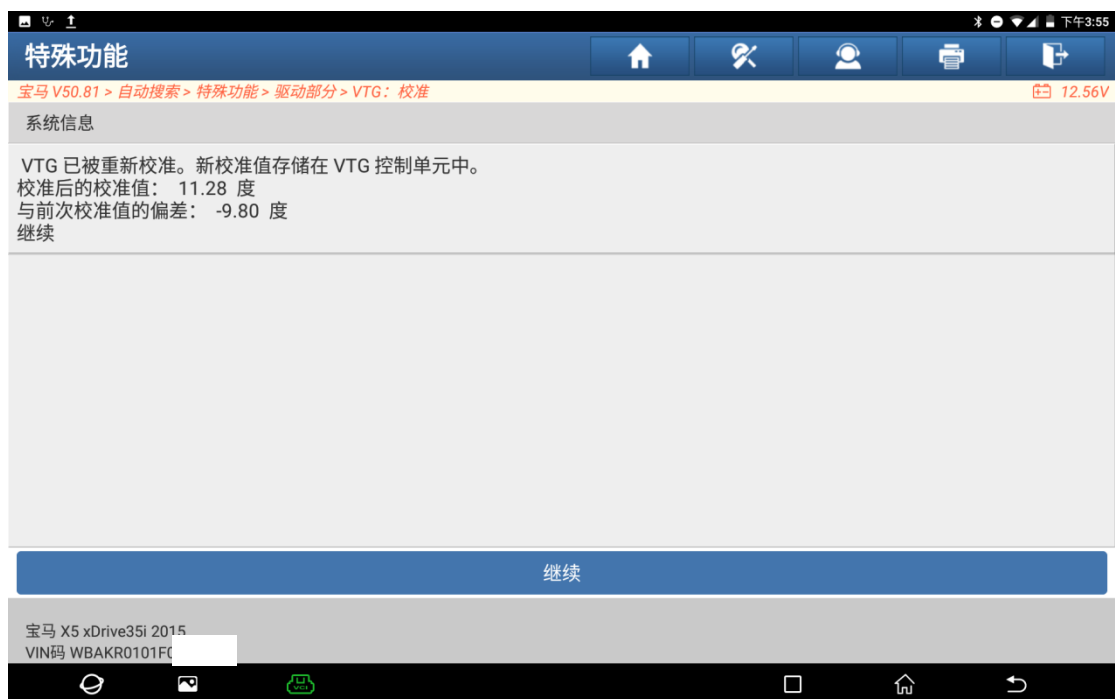 下午3:55
特殊功能
宝马 V50.81 > 自动搜索 > 特殊功能 > 驱动部分 > VTG：校准
12.56V
系统信息
VTG 已被重新校准。新校准值存储在 VTG 控制单元中。
校准后的校准值： 11.28 度
与前次校准值的偏差： -9.80 度
继续
继续
宝马 X5 xDrive35i 2015
VIN码 WBAKR0101F
VCI